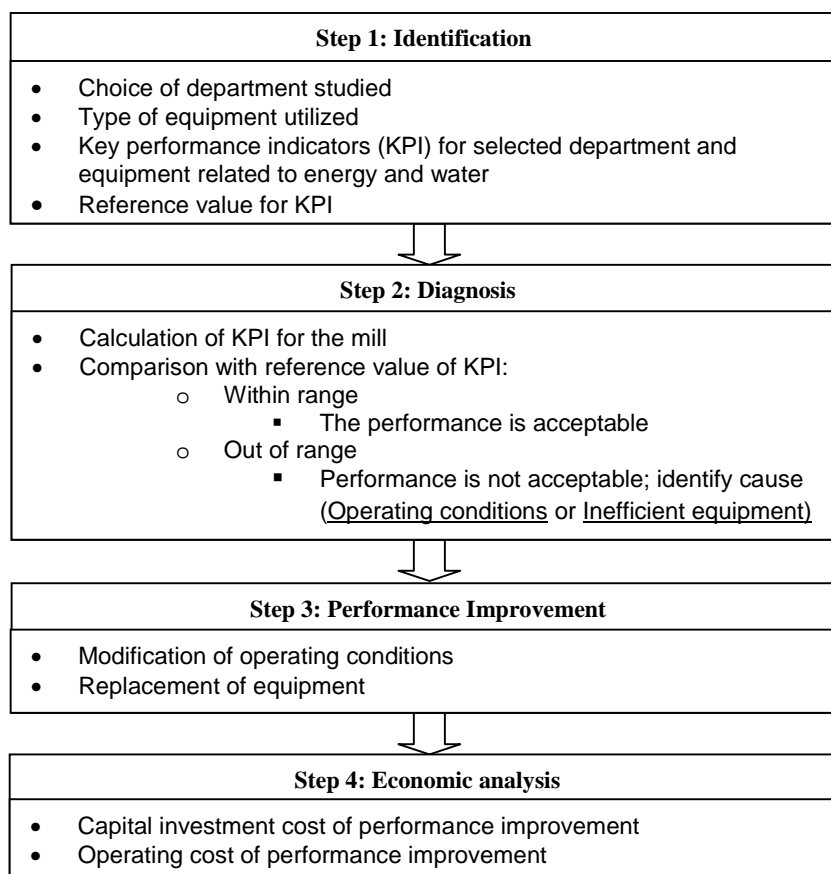 Step 1: Identification
• Choice of department studied
• Type of equipment utilized
• Key performance indicators (KPI) for selected department and
equipment related to energy and water
• Reference value for KPI
Step 2: Diagnosis
• Calculation of KPI for the mill
• Comparison with reference value of KPI:
o Within range
▪ The performance is acceptable
o Out of range
▪ Performance is not acceptable; identify cause
(Operating conditions or Inefficient equipment)
Step 3: Performance Improvement
• Modification of operating conditions
• Replacement of equipment
Step 4: Economic analysis
• Capital investment cost of performance improvement
• Operating cost of performance improvement